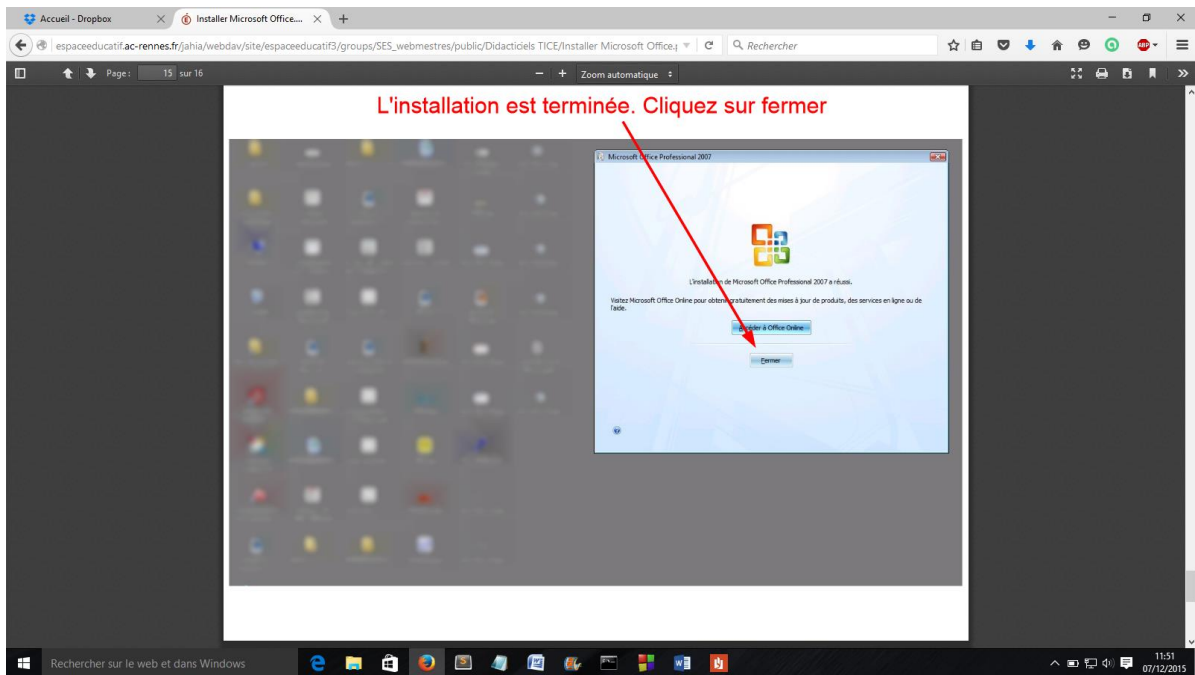 Accueil - Dropbox
Installer Microsoft Office....
espaceeducatif.ac-rennes.fr/jahia/webdav/site/espaceeducatif3/groups/SES_webmestres/public/Didacticiels TICE/Installer Microsoft Office.
Rechercher
ABP
Page :
15
sur 16
Zoom automatique
L'installation est terminée. Cliquez sur fermer
Microsoft Office Professional 2007
L'installation de Microsoft Office Professional 2007 a réussi.
Visitez Microsoft Office Online pour obtenir gratuitement des mises à jour de produits, des services en ligne ou de
l'aide.
Accéder à Office Online
Fermer
Rechercher sur le web et dans Windows
11:51
07/12/2015